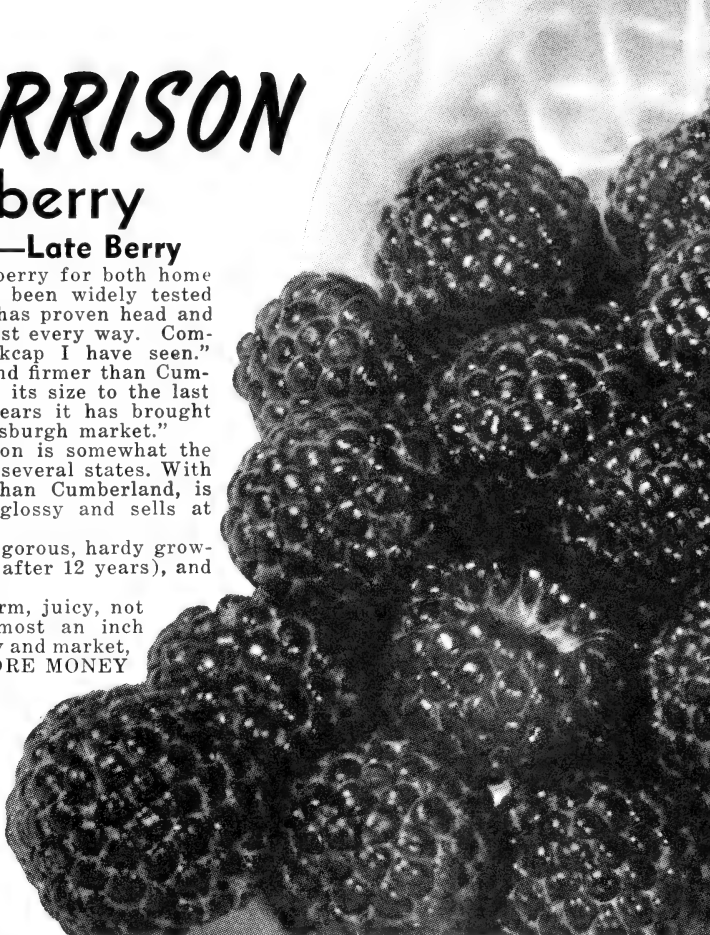 RRISON
berry
—Late Berry
berry for both home
been widely tested
has proven head and
st every way. Com-
kcap I have seen."
nd firmer than Cum-
its size to the last
ears it has brought
sburgh market."
on is somewhat the
several states. With
han Cumberland, is
glossy and sells at
gorous, hardy grow-
after 12 years), and
rm, juicy, not
most an inch
y and market,
ORE MONEY